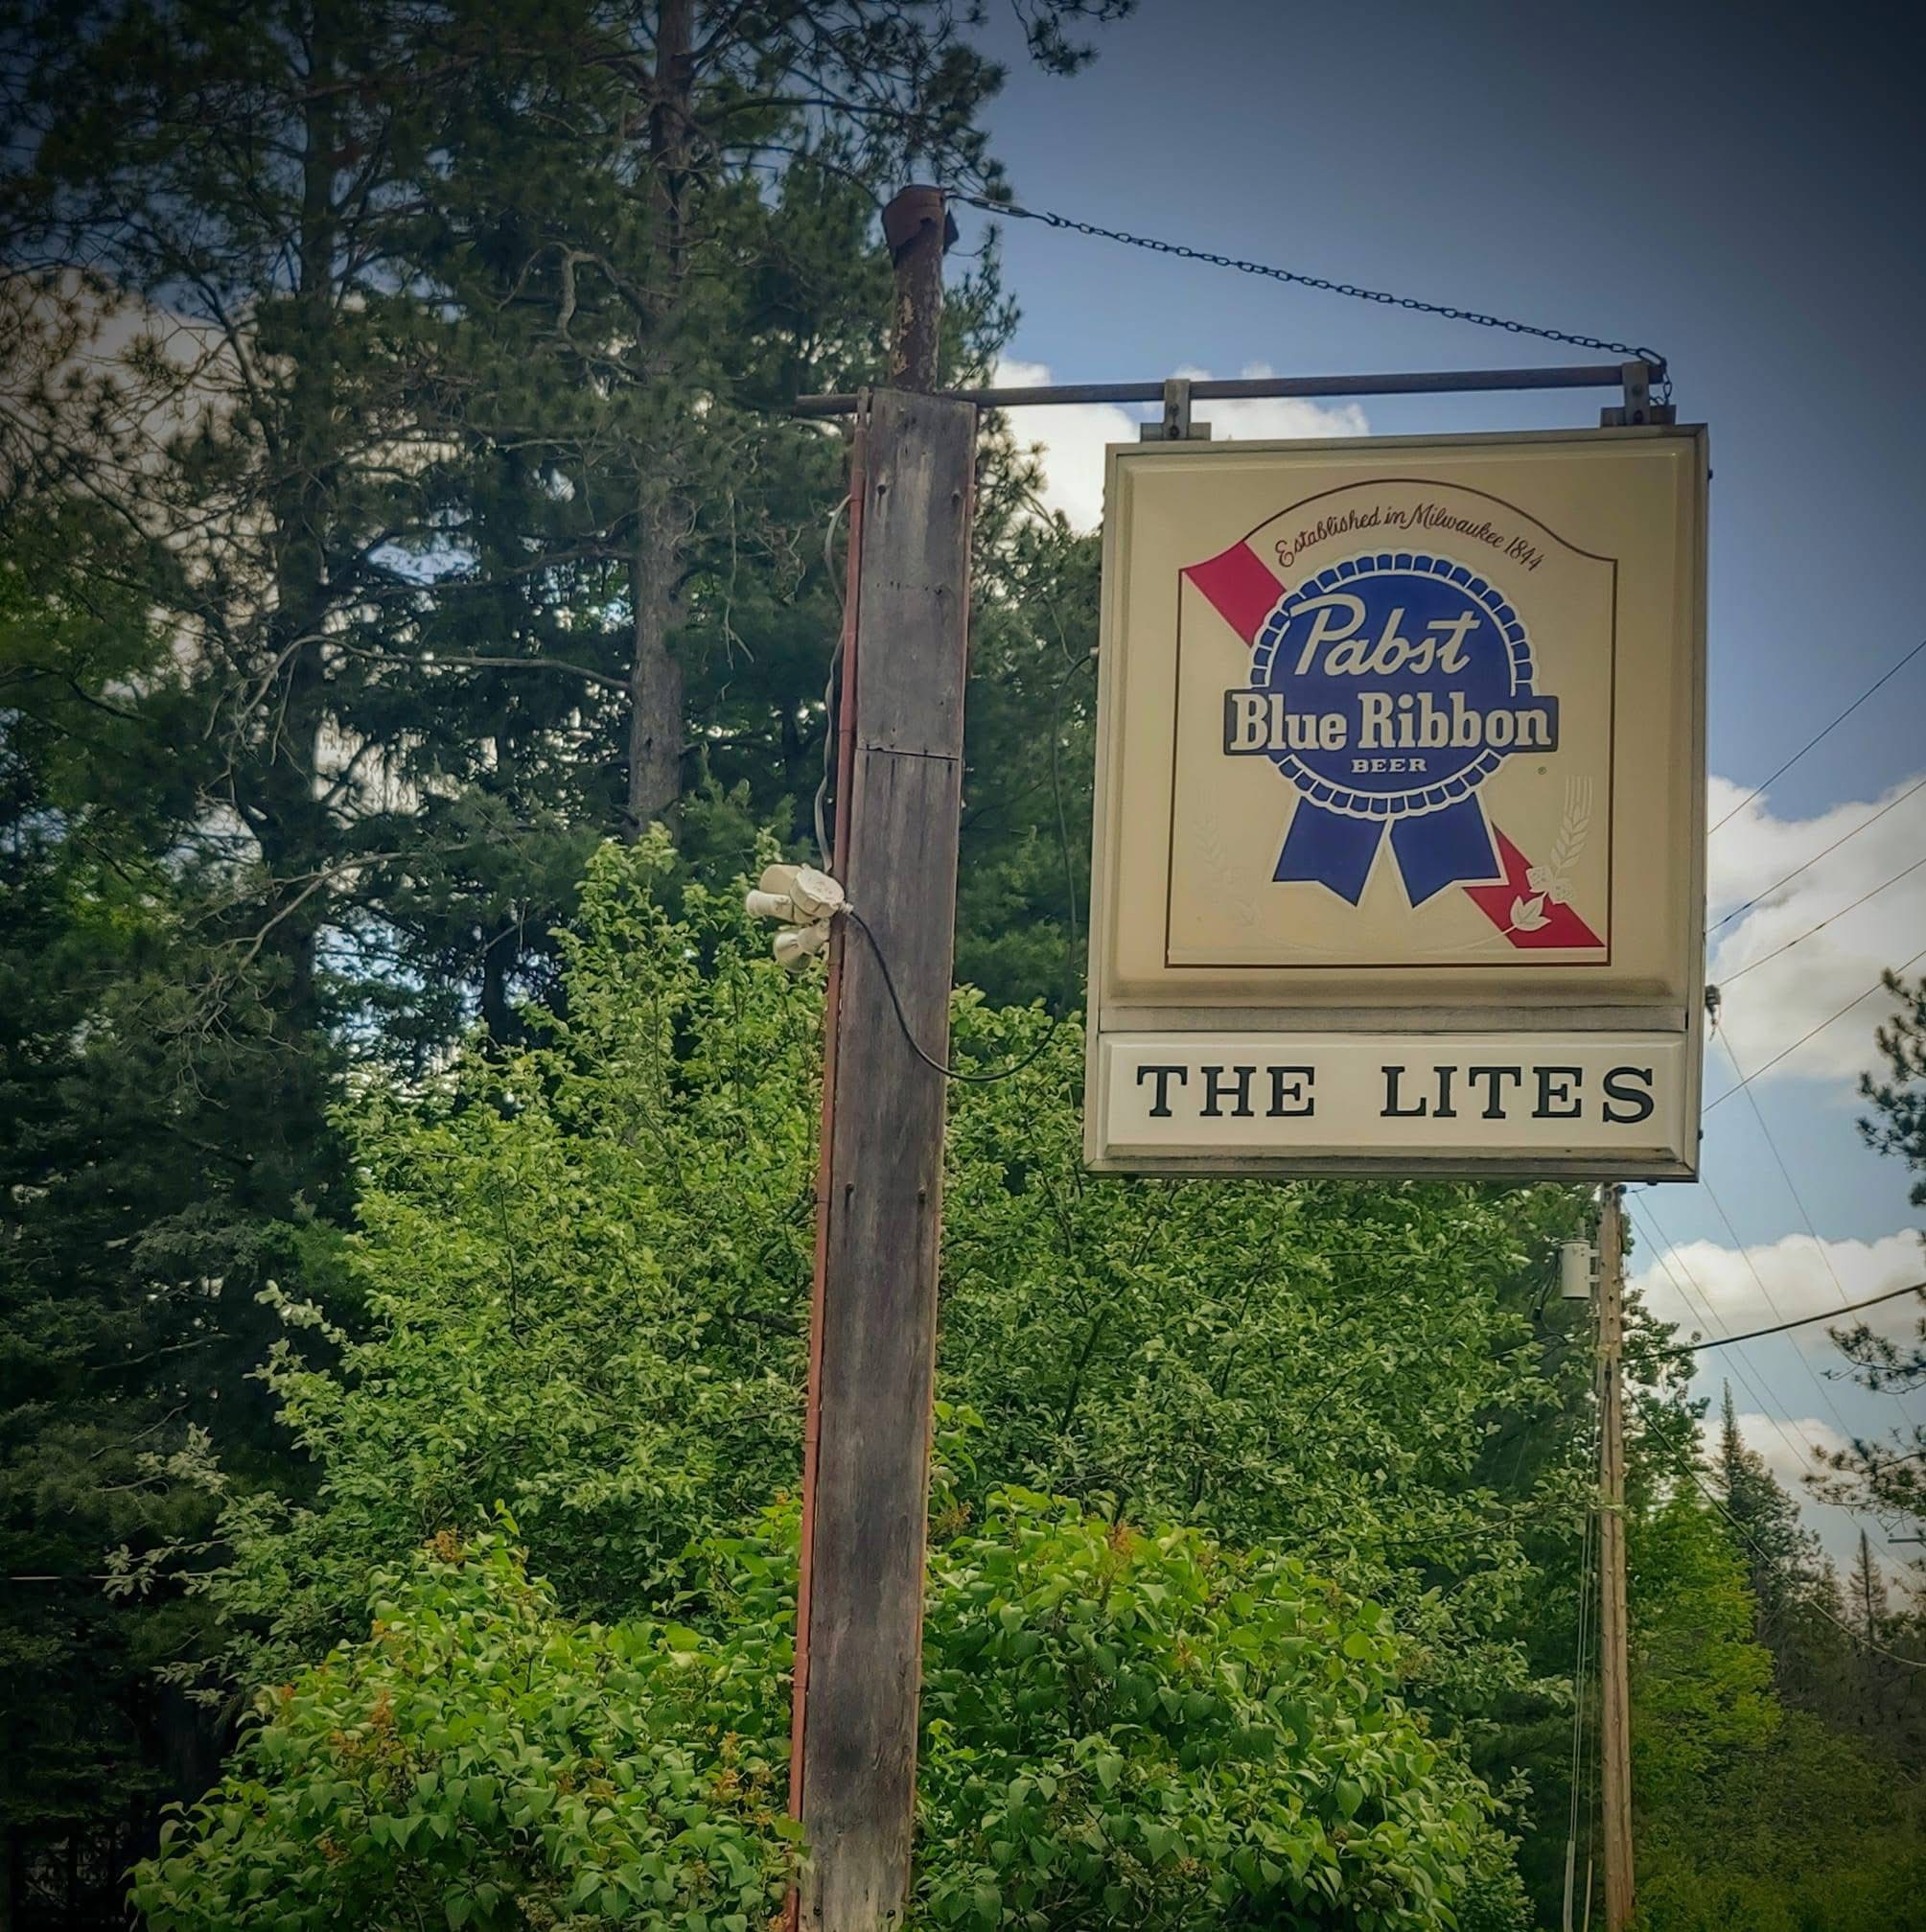 Established in Milwaukee 1844
Pabst
Blue Ribbon
BEER
®
THE LITES